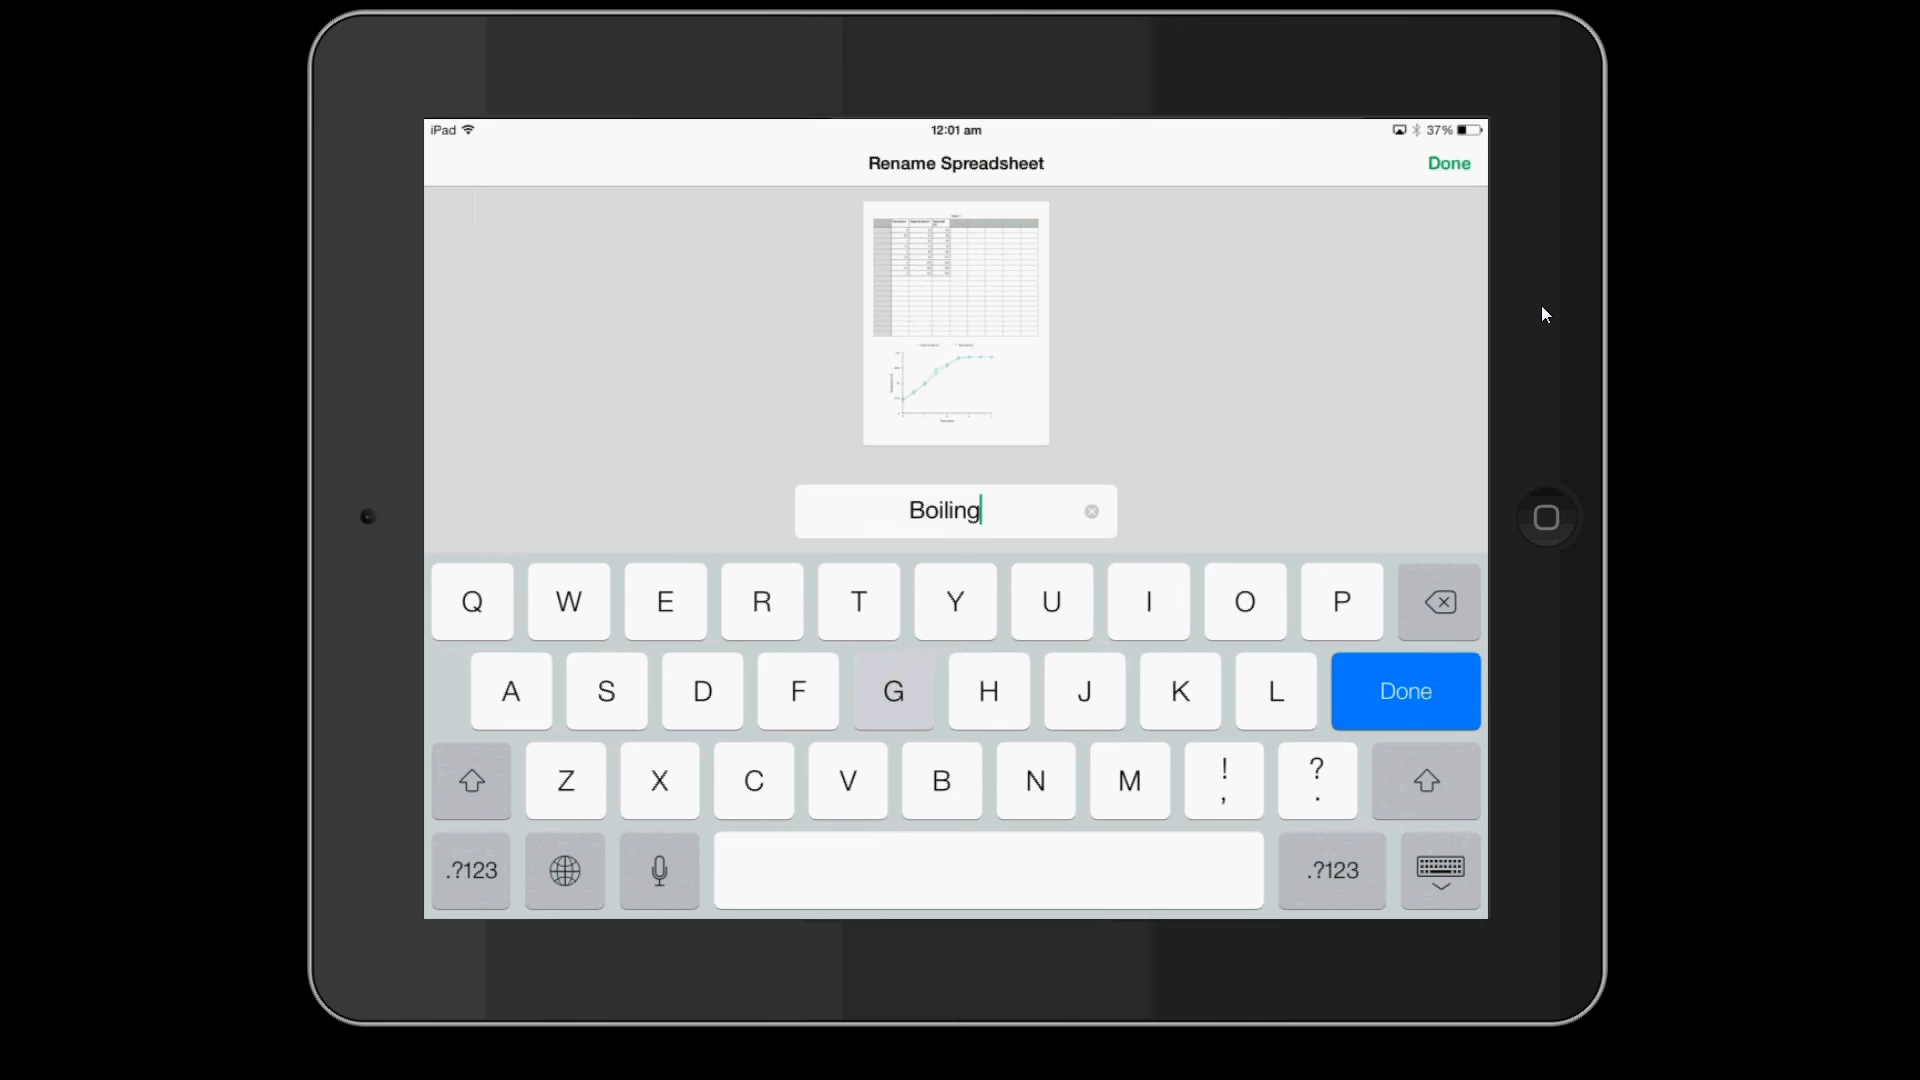 iPad 12:01 am 37%
Rename Spreadsheet Done
Boiling
Q W E R T Y U I O P
A S D F G H J K L Done
Z X C V B N M ! , ? .
.?123 .?123